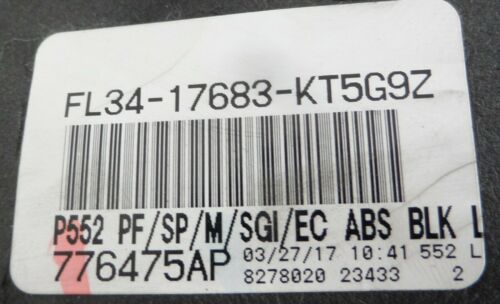 FL34-17683-KT5G9Z
P552 PF/SP/M/SGI/EC ABS BLK L
776475AP 03/27/17 10:41 552 L
8278020 23433 2